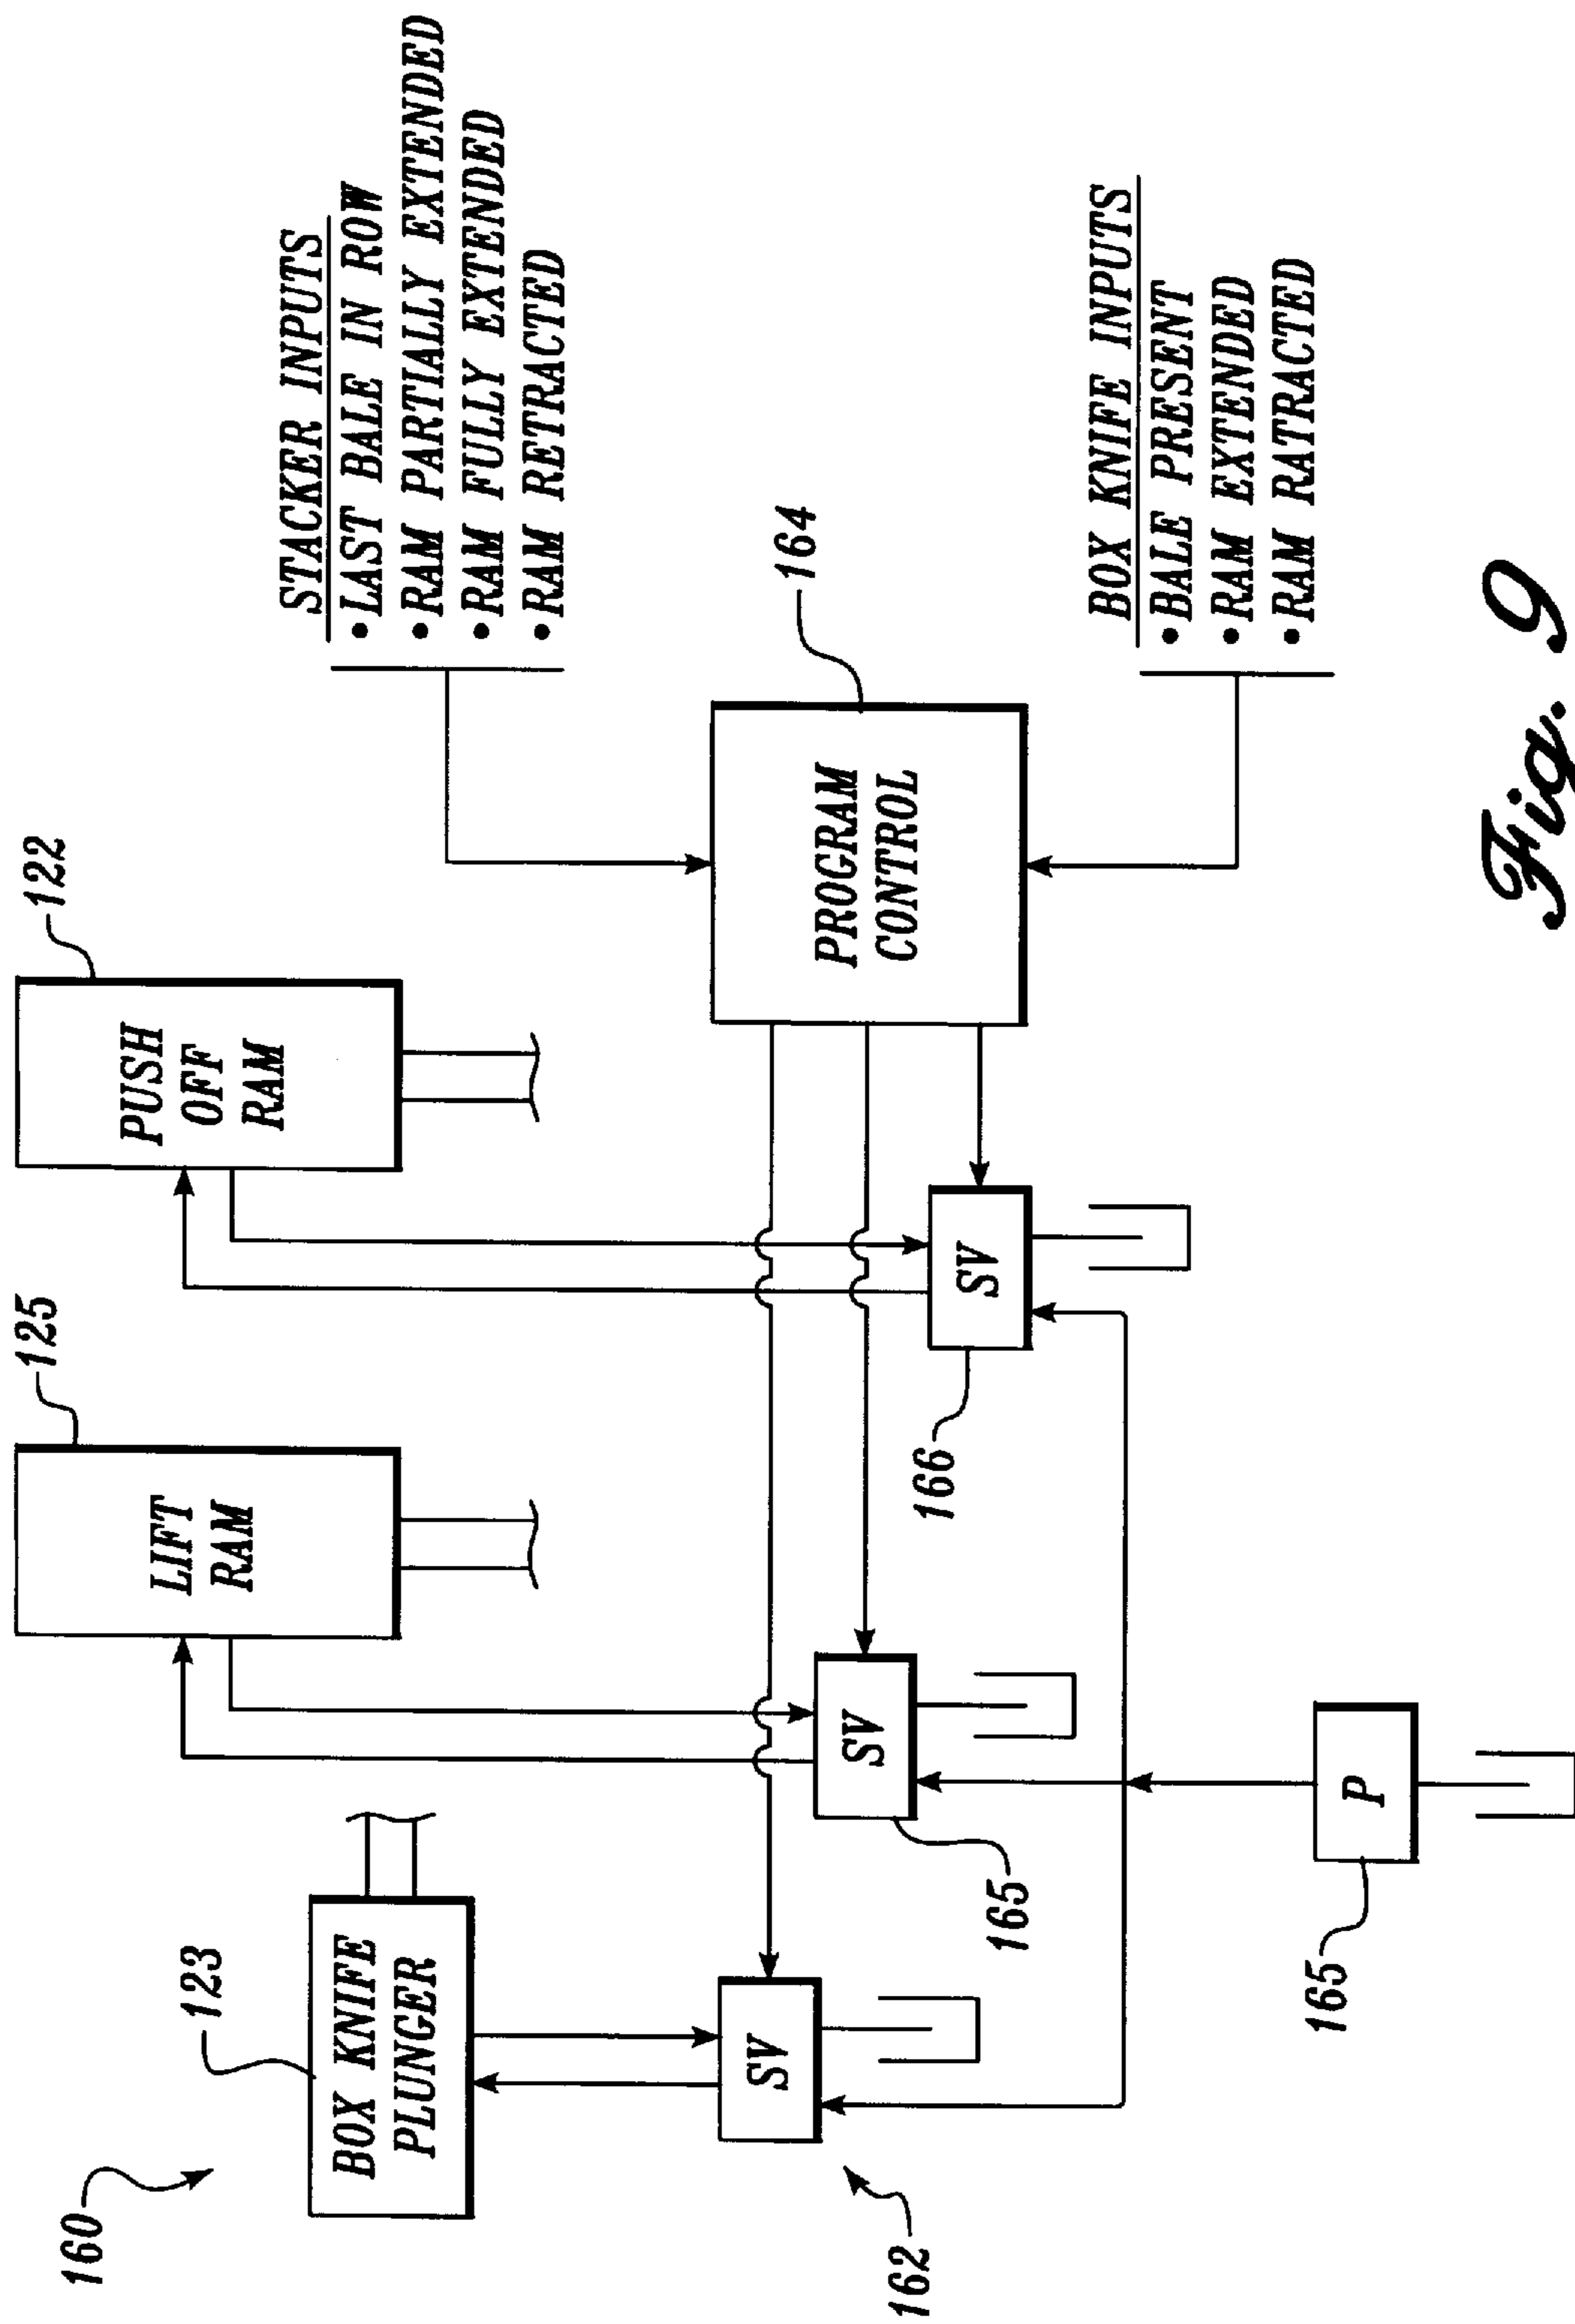 160
BOX KNIFE
PLUNGER
123
LIFT
RAM
125
PUSH
OFF
RAM
122
STACKER INPUTS
•LAST BALE IN ROW
•RAM PARTIALLY EXTENDED
•RAM FULLY EXTENDED
•RAM RETRACTED
162
SV
SV
165
SV
166
PROGRAM
CONTROL
164
P
165
BOX KNIFE INPUTS
•BALE PRESENT
•RAM EXTENDED
•RAM RATRACTED
Fig. 9